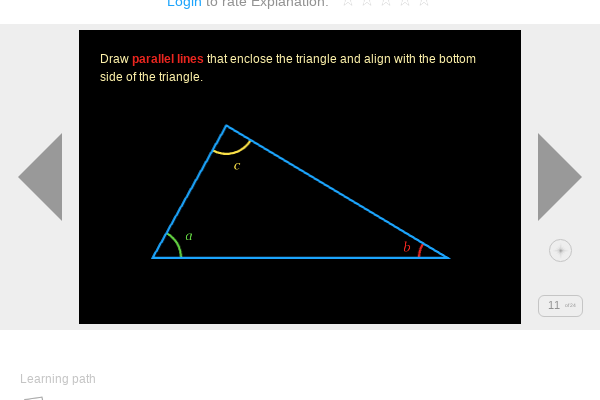 Login to rate Explanation:
Draw parallel lines that enclose the triangle and align with the bottom
side of the triangle.
c
a
b
11
Learning path